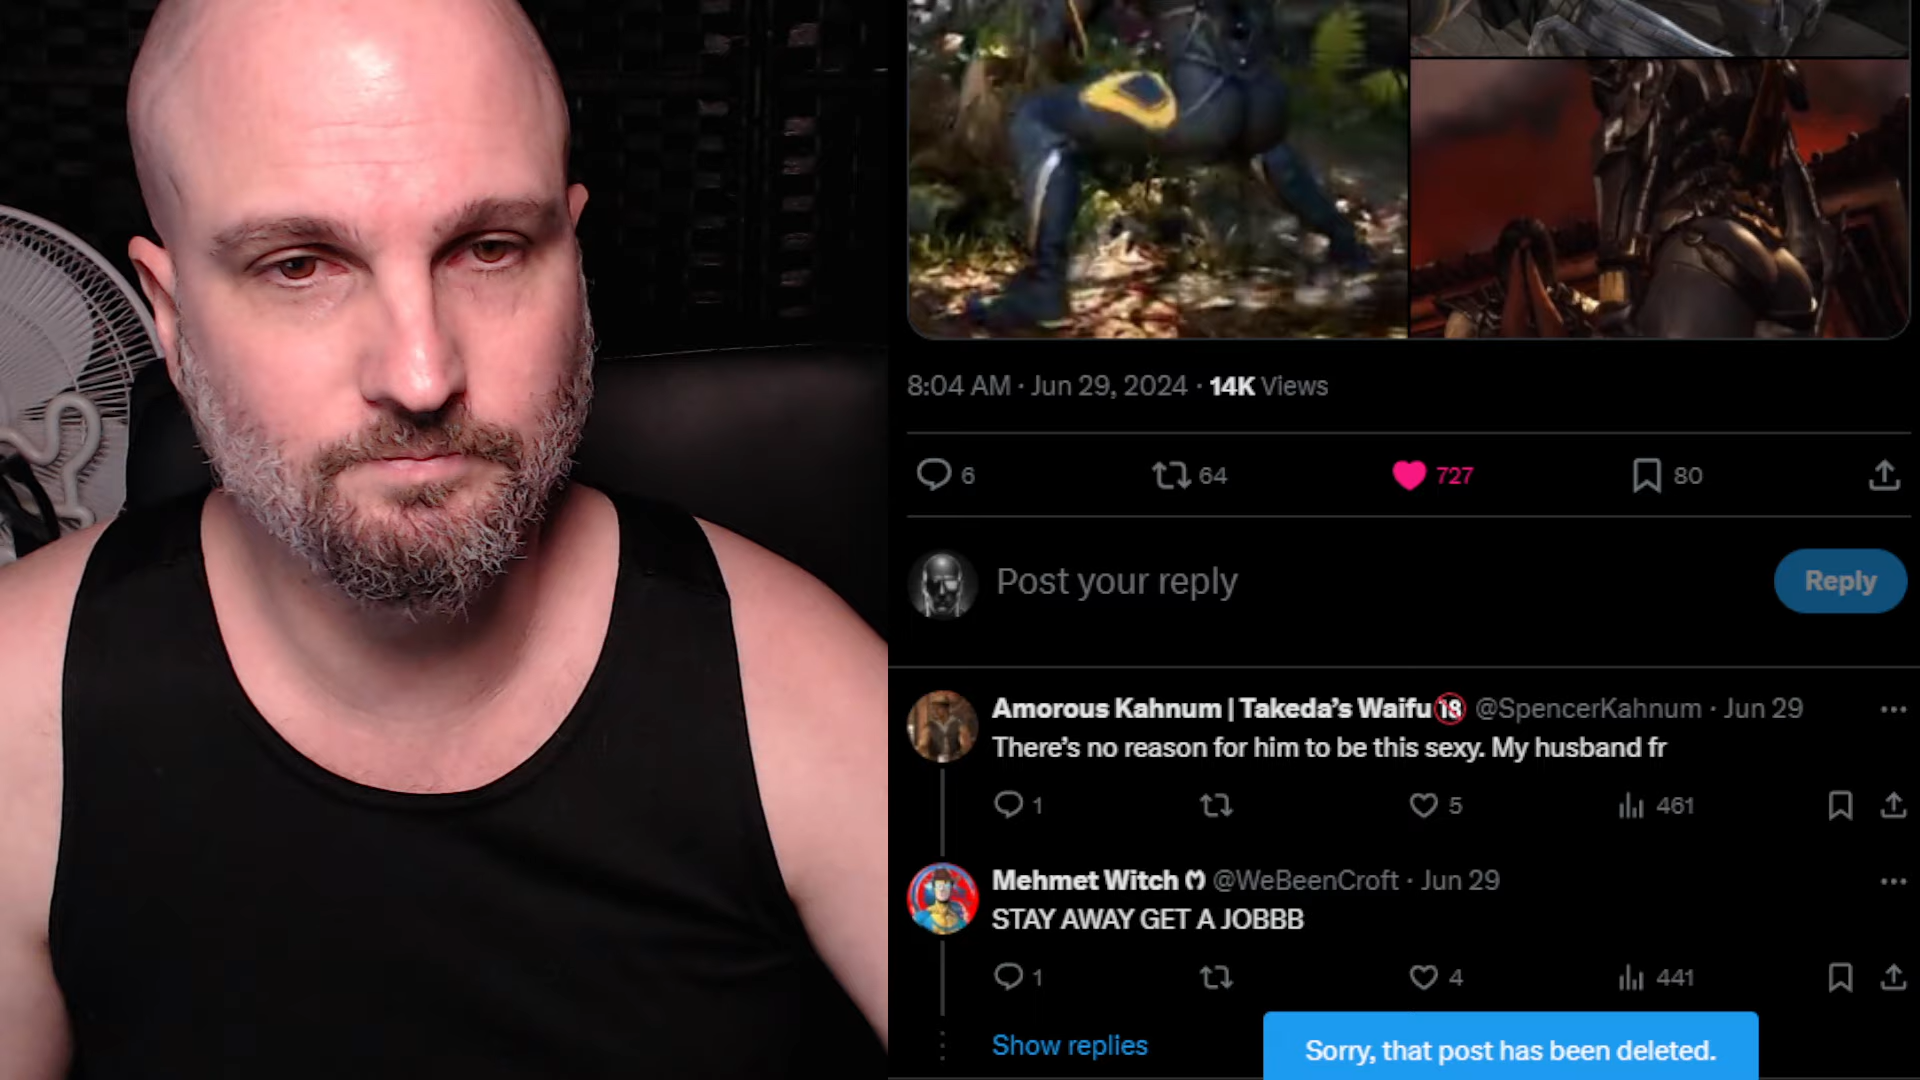 8:04 AM · Jun 29, 2024 · 14K Views
6 64 727 80
Post your reply
Reply
Amorous Kahnum | Takeda's Waifu🔞 @SpencerKahnum · Jun 29
There's no reason for him to be this sexy. My husband fr
1 5 461
Mehmet Witch @WeBeenCroft · Jun 29
STAY AWAY GET A JOBBB
1 4 441
Show replies
Sorry, that post has been deleted.